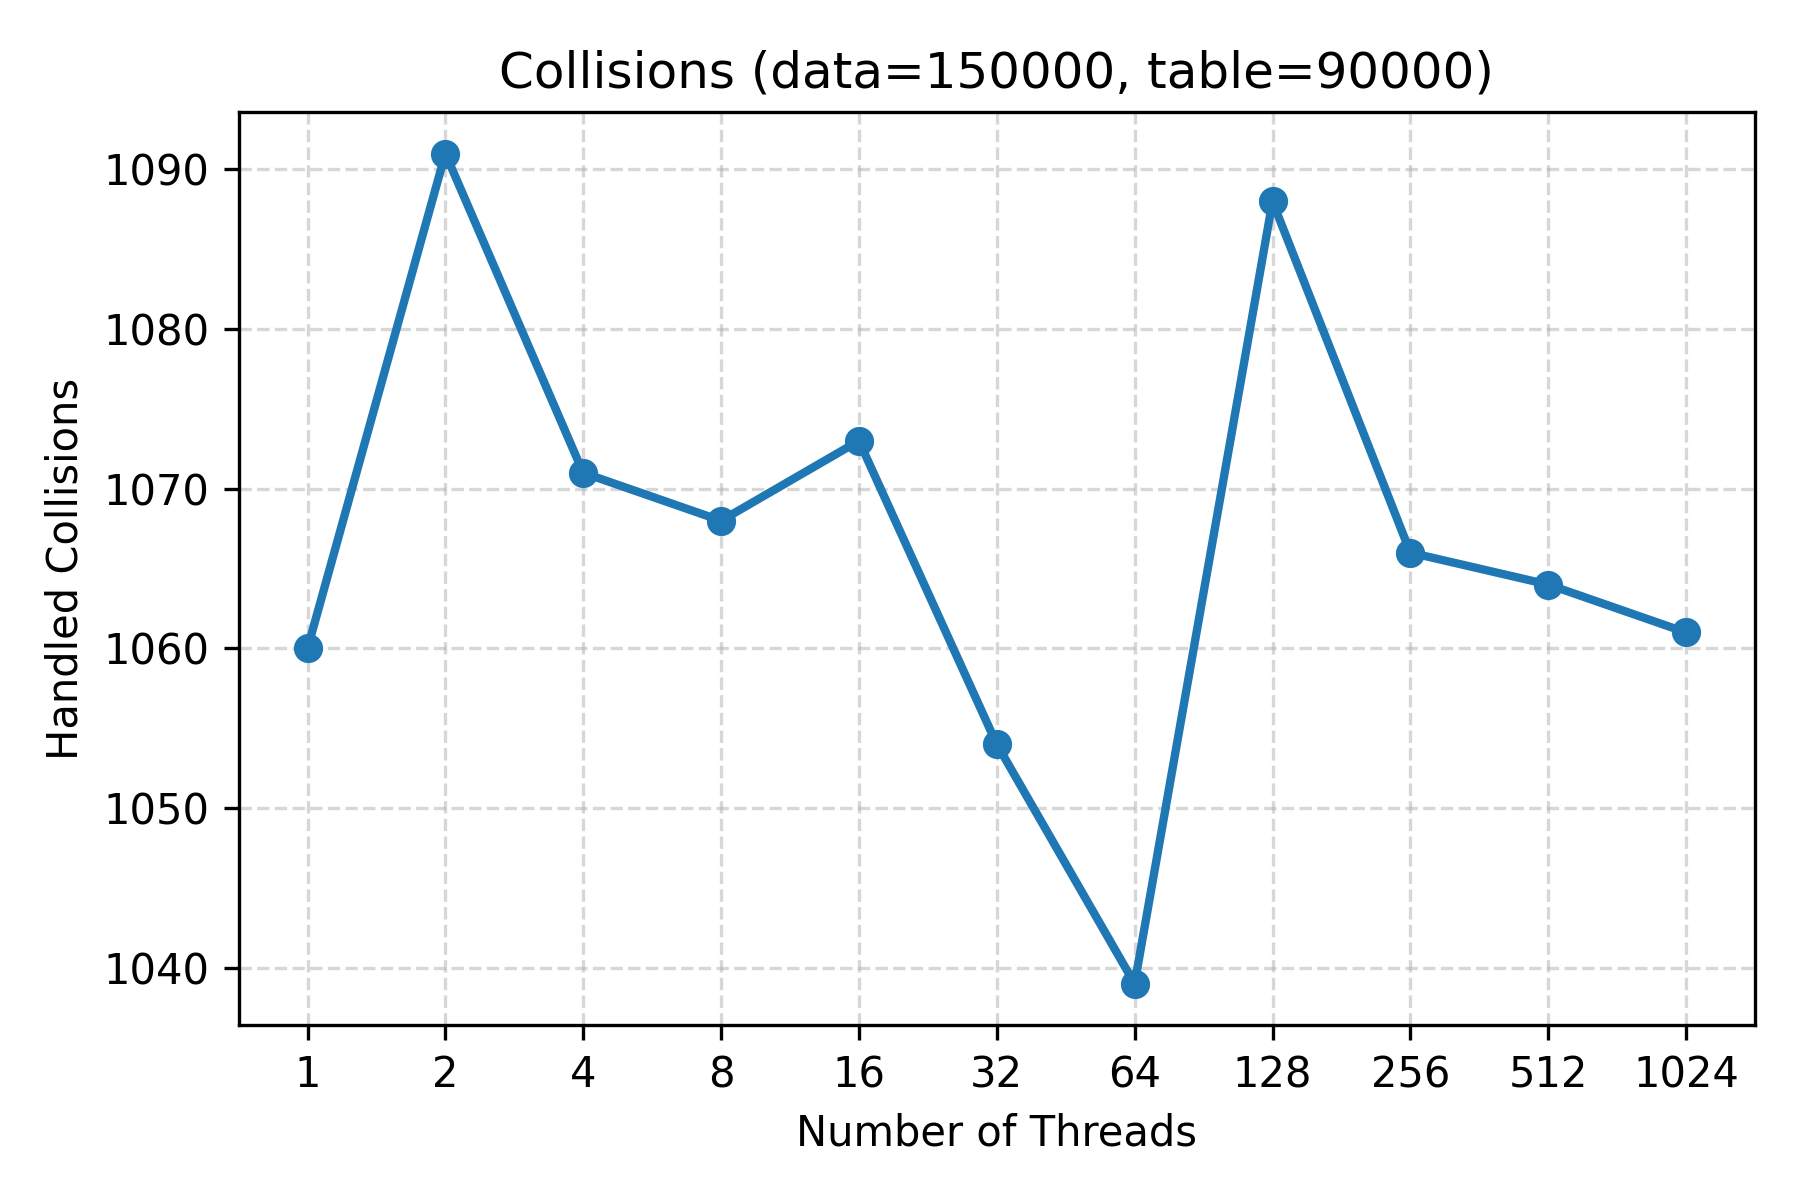 Collisions (data=150000, table=90000)
1090
1080
1070
1060
1050
1040
Handled Collisions
1 2 4 8 16 32 64 128 256 512 1024
Number of Threads